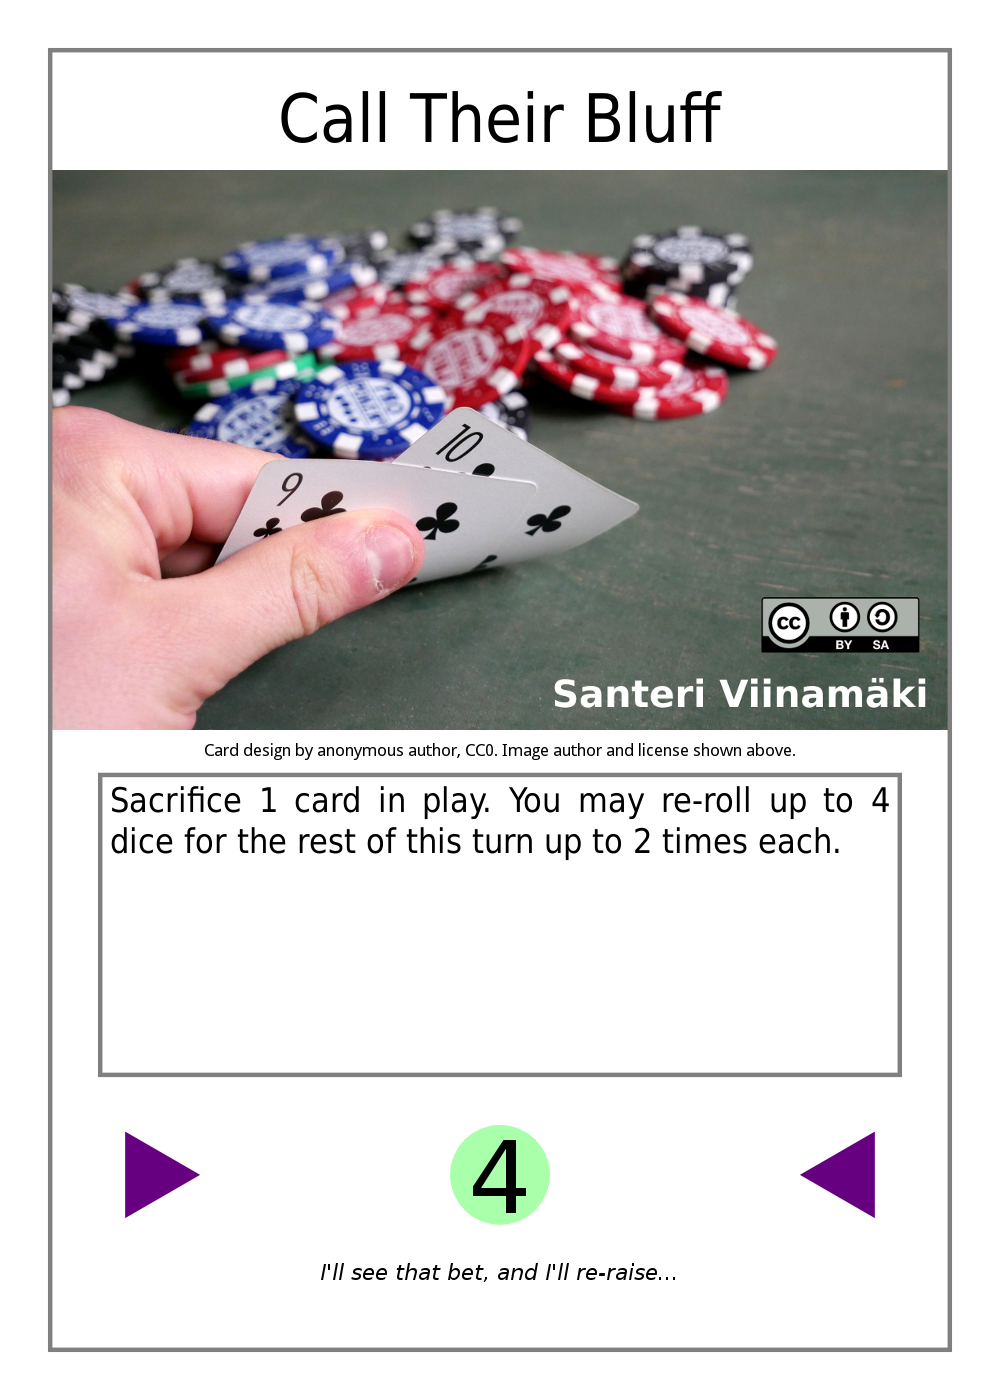 Call Their Bluff
10
9
CC
BY SA
Santeri Viinamäki
Card design by anonymous author, CC0. Image author and license shown above.
Sacrifice 1 card in play. You may re-roll up to 4
dice for the rest of this turn up to 2 times each.
4
I'll see that bet, and I'll re-raise...